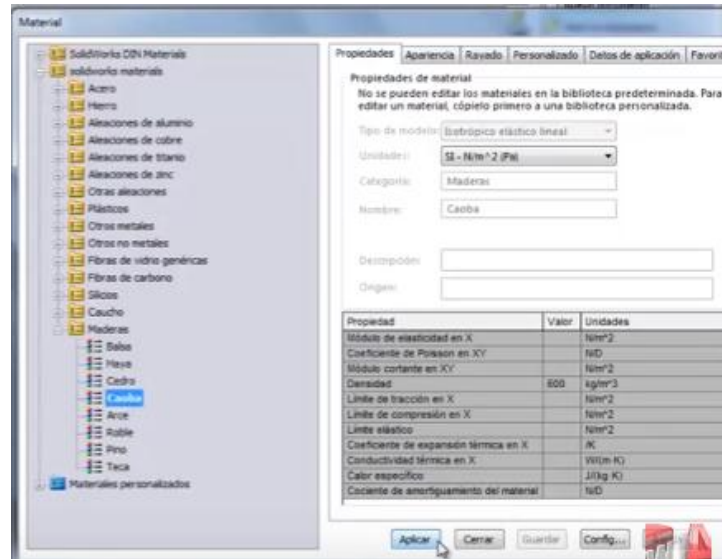 Material
SolidWorks DIN Materials
solidworks materials
Acero
Hierro
Aleaciones de aluminio
Aleaciones de cobre
Aleaciones de titanio
Aleaciones de zinc
Otras aleaciones
Plásticos
Otros metales
Otros no metales
Fibras de vidrio genéricas
Fibras de carbono
Silicios
Caucho
Maderas
Balsa
Haya
Cedro
Caoba
Arce
Roble
Pino
Teca
Materiales personalizados
Propiedades Apariencia Rayado Personalizado Datos de aplicación Favori
Propiedades de material
No se pueden editar los materiales en la biblioteca predeterminada. Para
editar un material, cópielo primero a una biblioteca personalizada.
Tipo de modelo: Isotrópico elástico lineal
Unidades: SI - N/m^2 (Pa)
Categoría: Maderas
Nombre: Caoba
Descripción:
Origen:
Propiedad Valor Unidades
Módulo de elasticidad en X N/m^2
Coeficiente de Poisson en XY N/D
Módulo cortante en XY N/m^2
Densidad 600 kg/m^3
Límite de tracción en X N/m^2
Límite de compresión en X N/m^2
Límite elástico N/m^2
Coeficiente de expansión térmica en X /K
Conductividad térmica en X W/(m·K)
Calor específico J/(kg·K)
Cociente de amortiguamiento del material N/D
Aplicar Cerrar Guardar Config...